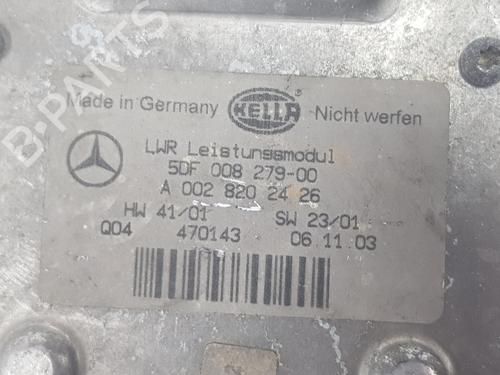 Made in Germany HELLA Nicht werfen
LWR Leistungsmodul
5DF 008 279-00
A 002 820 24 26
HW 41/01 SW 23/01
Q04 470143 06.11.03
B-PARTS